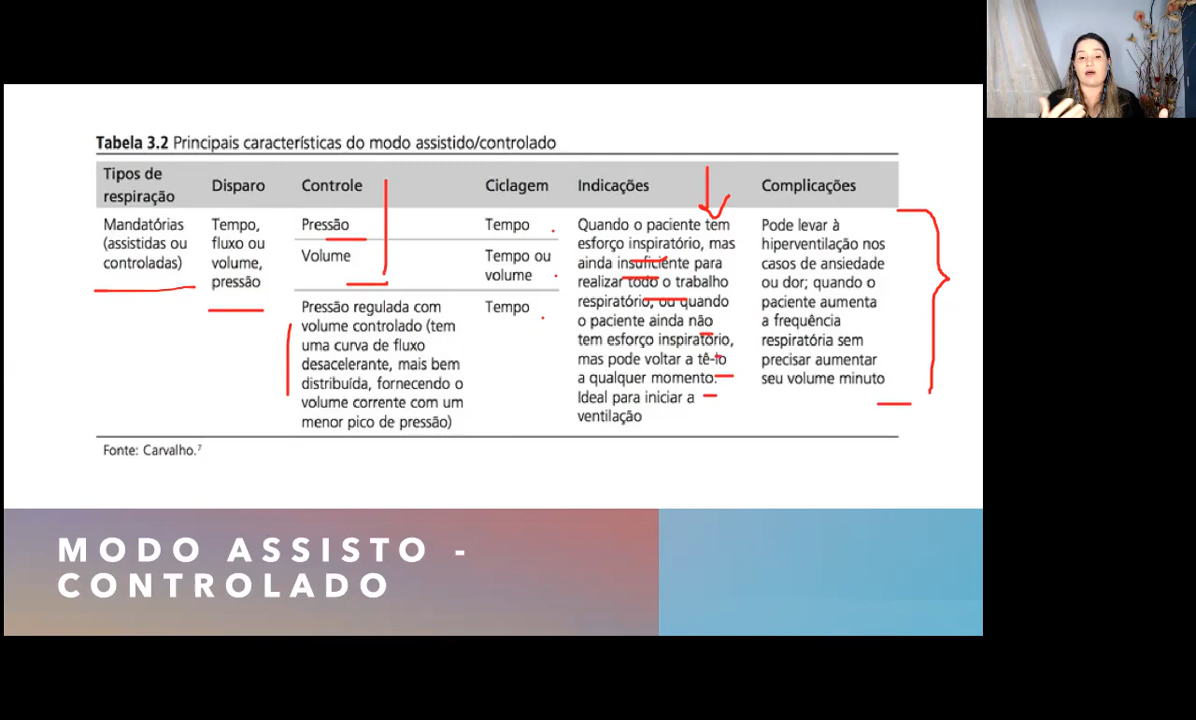 Tabela 3.2 Principais características do modo assistido/controlado
Tipos de
respiração
Disparo
Controle
Ciclagem
Indicações
Complicações
Mandatórias
(assistidas ou
controladas)
Tempo,
fluxo ou
volume,
pressão
Pressão
Tempo
Volume
Tempo ou
volume
Pressão regulada com
volume controlado (tem
uma curva de fluxo
desacelerante, mais bem
distribuída, fornecendo o
volume corrente com um
menor pico de pressão)
Tempo
Quando o paciente tem
esforço inspiratório, mas
ainda insuficiente para
realizar todo o trabalho
respiratório, ou quando
o paciente ainda não
tem esforço inspiratório,
mas pode voltar a tê-lo
a qualquer momento.
Ideal para iniciar a
ventilação
Pode levar à
hiperventilação nos
casos de ansiedade
ou dor; quando o
paciente aumenta
a frequência
respiratória sem
precisar aumentar
seu volume minuto
Fonte: Carvalho.⁷
MODO ASSISTO -
CONTROLADO